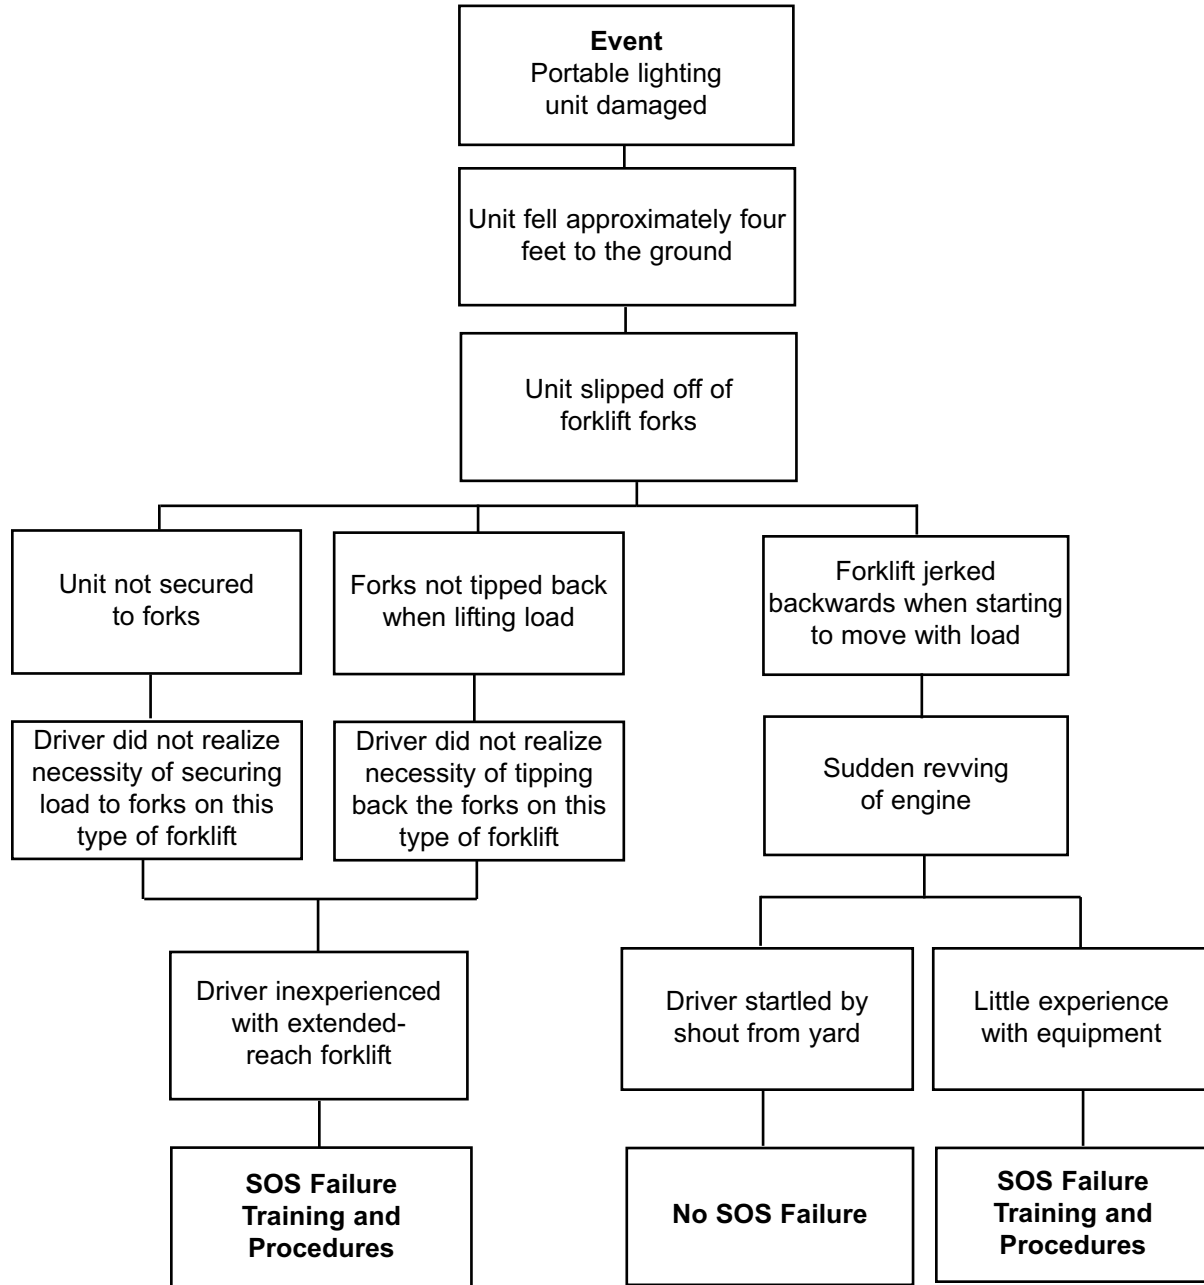 Event
Portable lighting
unit damaged
Unit fell approximately four
feet to the ground
Unit slipped off of
forklift forks
Unit not secured
to forks
Forks not tipped back
when lifting load
Forklift jerked
backwards when starting
to move with load
Driver did not realize
necessity of securing
load to forks on this
type of forklift
Driver did not realize
necessity of tipping
back the forks on this
type of forklift
Sudden revving
of engine
Driver inexperienced
with extended-
reach forklift
Driver startled by
shout from yard
Little experience
with equipment
SOS Failure
Training and
Procedures
No SOS Failure
SOS Failure
Training and
Procedures